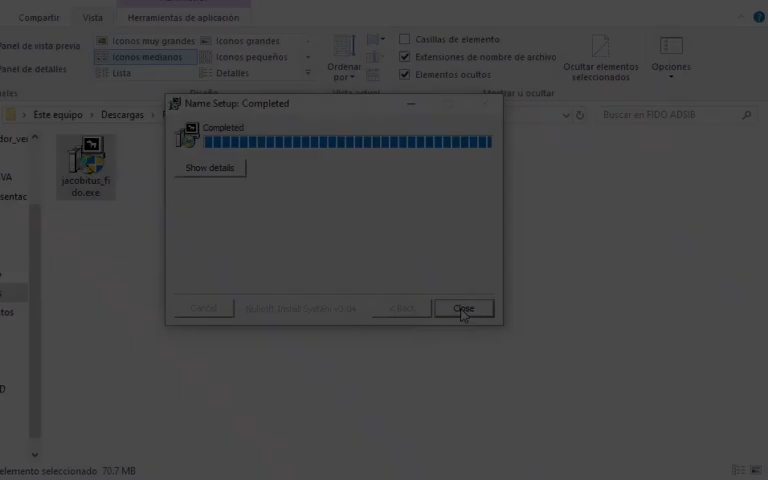 Compartir
Vista
Herramientas de aplicación
Panel de vista previa
Panel de detalles
Iconos muy grandes
Iconos grandes
Iconos medianos
Iconos pequeños
Lista
Detalles
Ordenar
por
Casillas de elemento
Extensiones de nombre de archivo
Elementos ocultos
Ocultar elementos
seleccionados
Opciones
Mostrar u ocultar
Este equipo
Descargas
Buscar en FIDO ADSIB
jacobitus_fi
do.exe
Name Setup: Completed
Completed
Show details
Cancel
Nullsoft Install System v3.04
< Back
Close
elemento seleccionado 70.7 MB